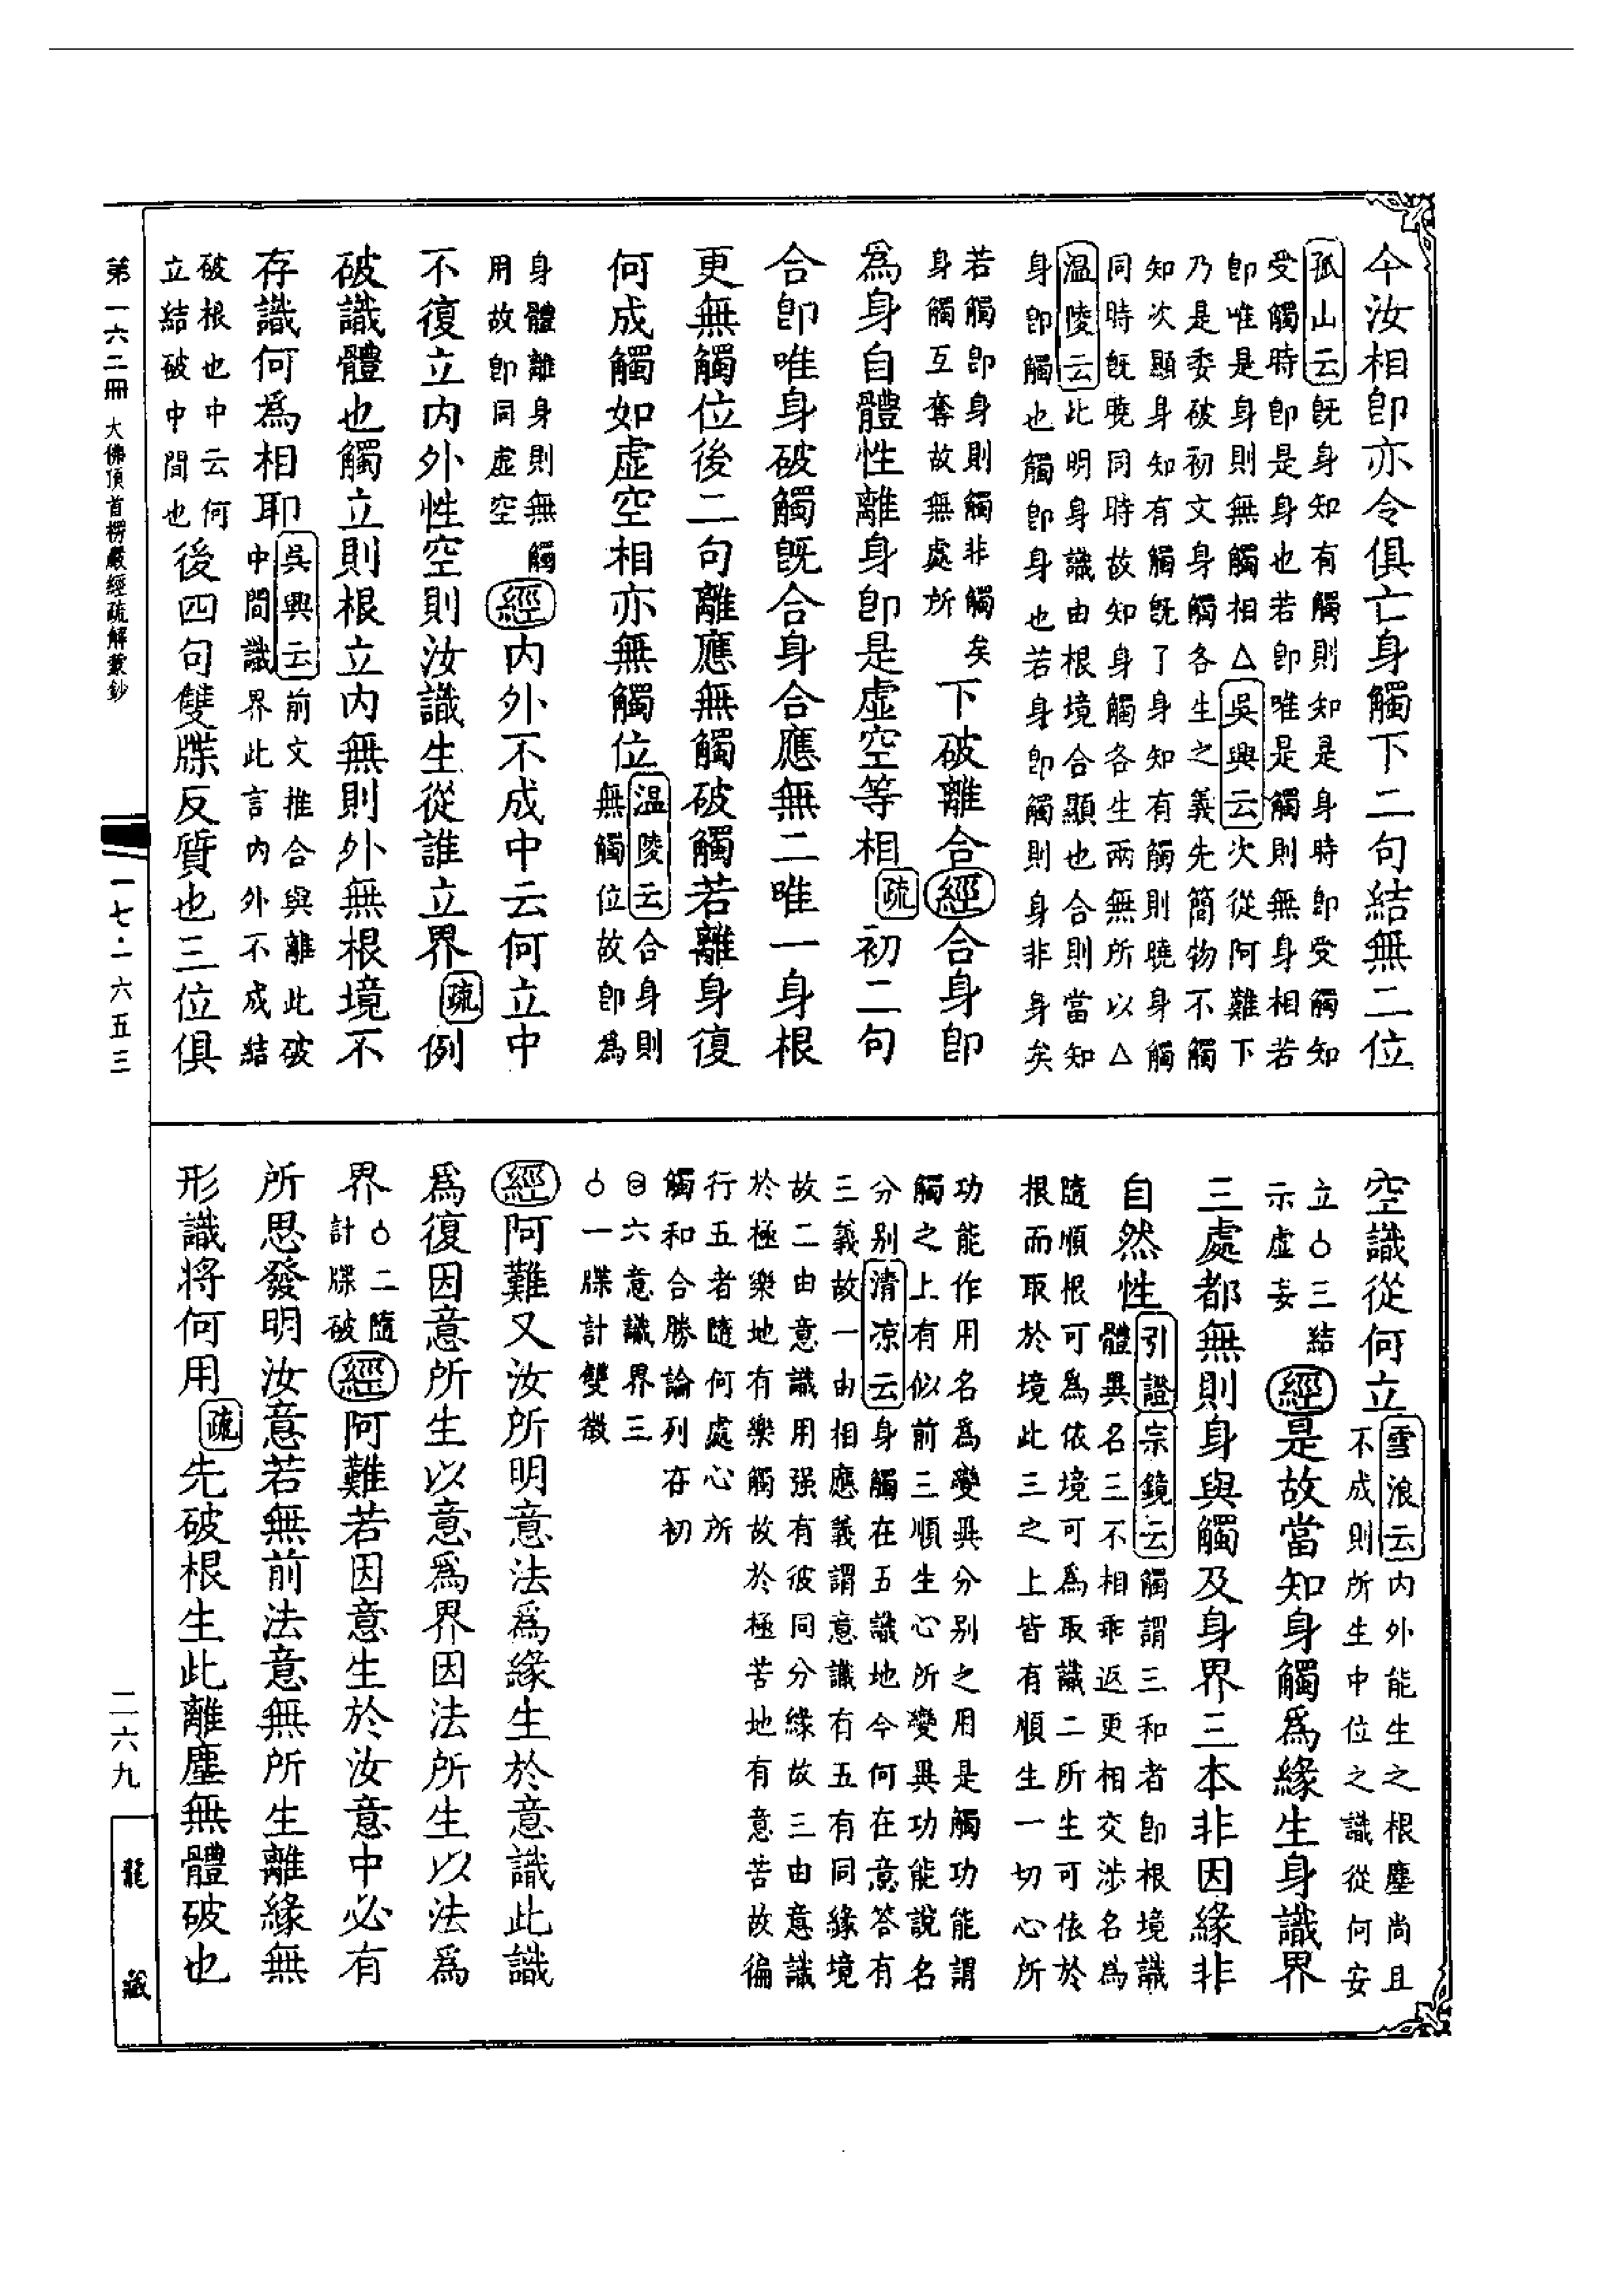 今汝相卽亦令俱亡身觸下二句結無二位
孤山云既身知有觸則知是身時卽受觸知
受觸時卽是身也若卽唯是觸則無身相若
卽唯是身則無觸相△吳興云次從阿難下
乃是委破初文身觸各生之義先簡物不觸
知次顯身知有觸既了身知有觸則曉身觸
同時既曉同時故知身觸各生兩無所以△
温陵云此明身識由根境合顯也合則當知
身卽觸也觸卽身也若身卽觸則身非身矣
若觸卽身則觸非觸矣
身觸互奪故無處所
下破離合經合身卽
為身自體性離身卽是虛空等相疏初二句
合卽唯身破觸既合身合應無二唯一身根
更無觸位後二句離應無觸破觸若離身復
何成觸如虛空相亦無觸位
温陵云合身則
無觸位故卽為
身體離身則無觸
用故卽同虛空
經內外不成中云何立中
不復立內外性空則汝識生從誰立界疏例
破識體也觸立則根立內無則外無根境不
存識何為相耶
吳興云前文推合與離此破
中間識界此言內外不成結
破根也中云何
立結破中間也
後四句雙牒反質也三位俱
空識從何立
雪浪云內外能生之根塵尚且
不成則所生中位之識從何安
立三結
示虛妄
經是故當知身觸爲緣生身識界
三處都無則身與觸及身界三本非因緣非
自然性
引證宗鏡云觸謂三和者卽根境識
體異名三不相乖返更相交涉名為
隨順根可為依境可為取識二所生可依於
根而取於境此三之上皆有順生一切心所
功能作用名為變異分别之用是觸功能謂
觸之上有似前三順生心所變異功能說名
分别清凉云身觸在五識地今何在意答有
三義故一由相應義謂意識有五有同緣境
故二由意識用强有彼同分緣故三由意識
於極樂地有樂觸故於極苦地有意苦故徧
行五者隨何處心所
觸和合勝論列在初
六意識界三
一牒計雙徵
經阿難又汝所明意法爲緣生於意識此識
爲復因意所生以意爲界因法所生以法爲
界
二隨
計牒破
經阿難若因意生於汝意中必有
所思發明汝意若無前法意無所生離緣無
形識將何用疏先破根生此離塵無體破也
第一六二冊 大佛頂首楞嚴經疏解蒙鈔
一七·一六五三
二六九
龍藏